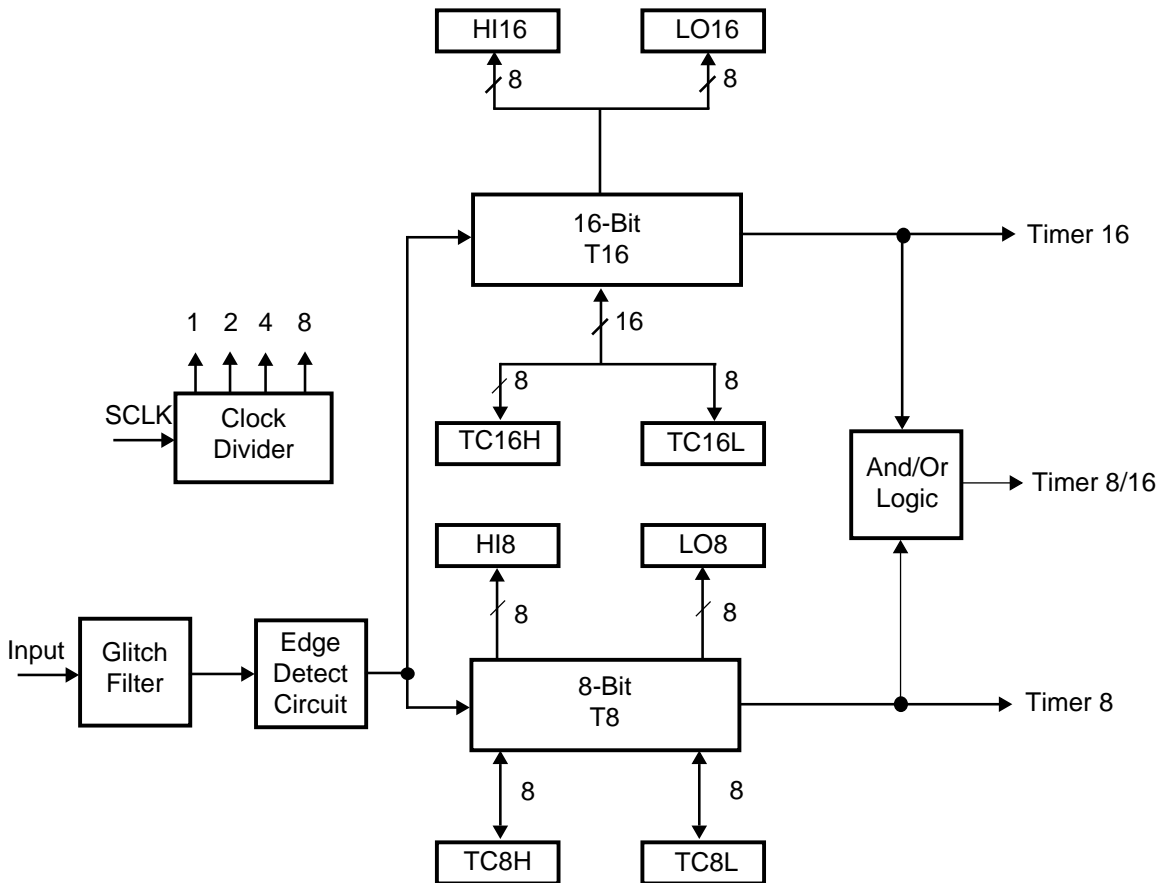 HI16
LO16
8
8
16-Bit
T16
Timer 16
16
1 2 4 8
8
8
SCLK
Clock
Divider
TC16H
TC16L
And/Or
Logic
Timer 8/16
HI8
LO8
8
8
Input
Glitch
Filter
Edge
Detect
Circuit
8-Bit
T8
Timer 8
8
8
TC8H
TC8L